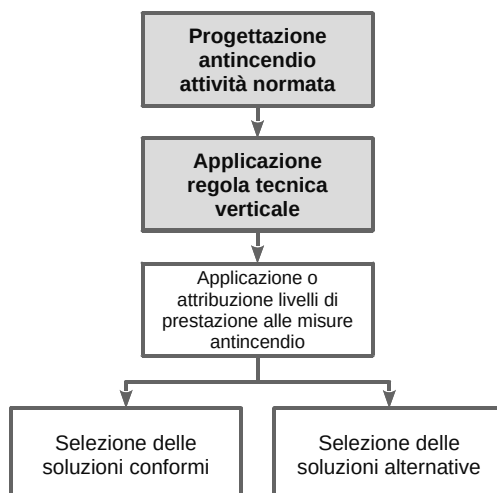 Progettazione
antincendio
attività normata
Applicazione
regola tecnica
verticale
Applicazione o
attribuzione livelli di
prestazione alle misure
antincendio
Selezione delle
soluzioni conformi
Selezione delle
soluzioni alternative